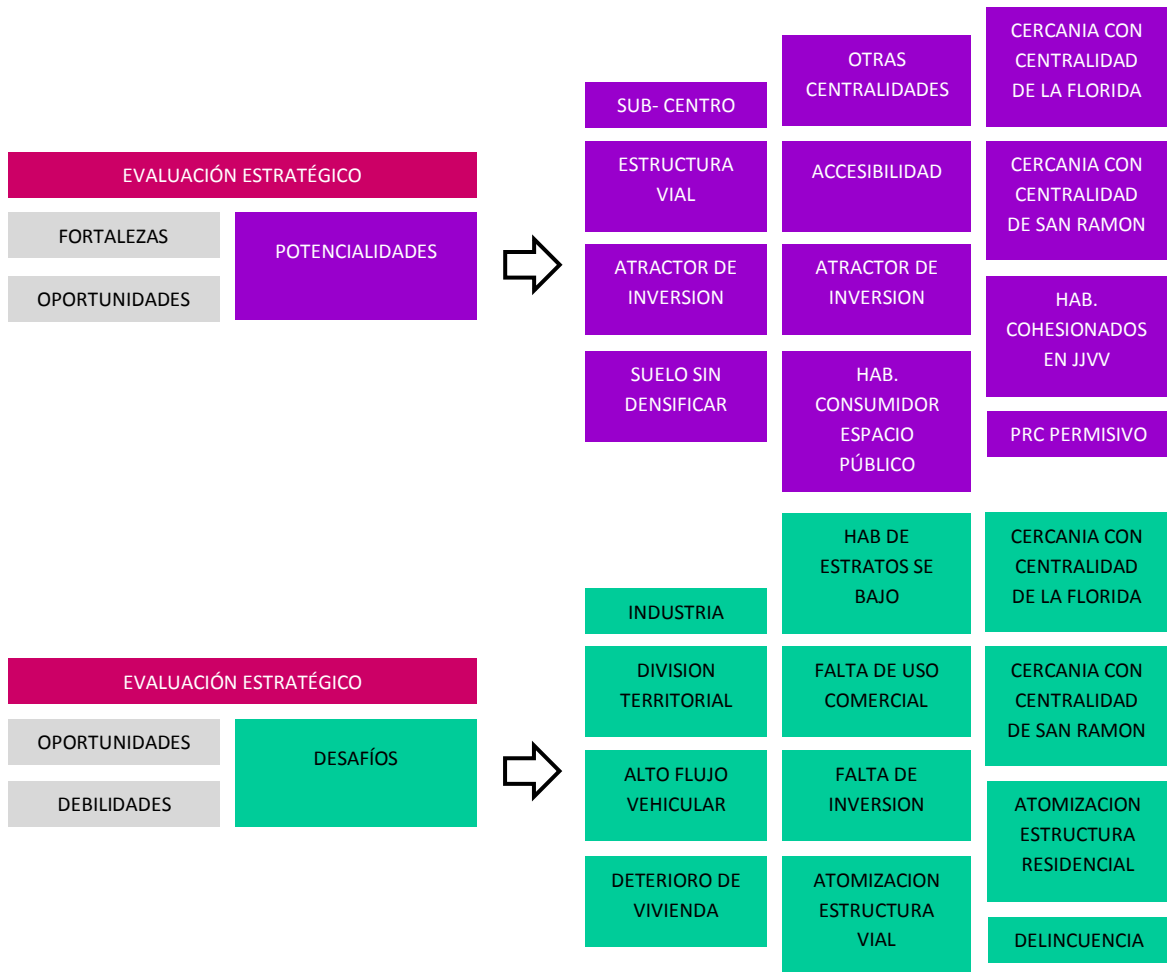 EVALUACIÓN ESTRATÉGICO
FORTALEZAS
OPORTUNIDADES
POTENCIALIDADES
SUB- CENTRO
ESTRUCTURA
VIAL
ATRACTOR DE
INVERSION
SUELO SIN
DENSIFICAR
OTRAS
CENTRALIDADES
ACCESIBILIDAD
ATRACTOR DE
INVERSION
HAB.
CONSUMIDOR
ESPACIO
PÚBLICO
CERCANIA CON
CENTRALIDAD
DE LA FLORIDA
CERCANIA CON
CENTRALIDAD
DE SAN RAMON
HAB.
COHESIONADOS
EN JJVV
PRC PERMISIVO
EVALUACIÓN ESTRATÉGICO
OPORTUNIDADES
DEBILIDADES
DESAFÍOS
INDUSTRIA
DIVISION
TERRITORIAL
ALTO FLUJO
VEHICULAR
DETERIORO DE
VIVIENDA
HAB DE
ESTRATOS SE
BAJO
FALTA DE USO
COMERCIAL
FALTA DE
INVERSION
ATOMIZACION
ESTRUCTURA
VIAL
CERCANIA CON
CENTRALIDAD
DE LA FLORIDA
CERCANIA CON
CENTRALIDAD
DE SAN RAMON
ATOMIZACION
ESTRUCTURA
RESIDENCIAL
DELINCUENCIA